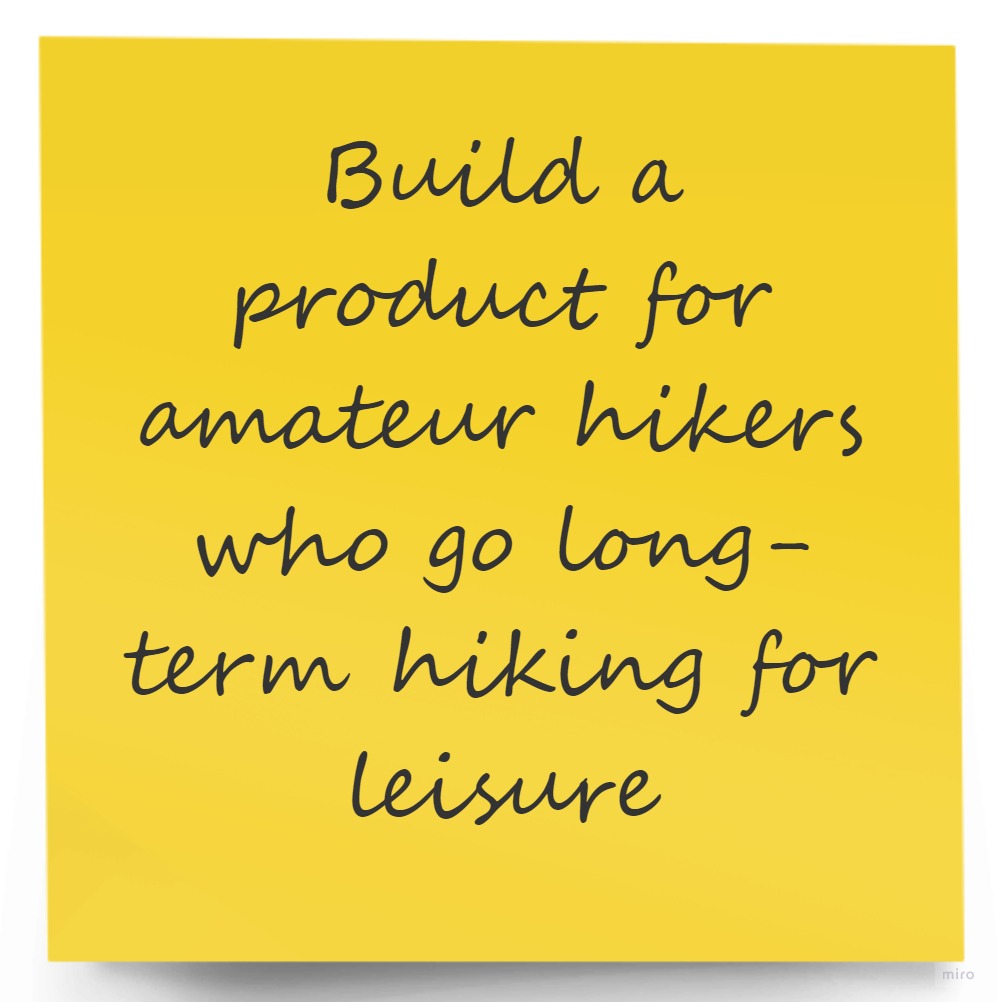 Build a
product for
amateur hikers
who go long-
term hiking for
leisure
miro